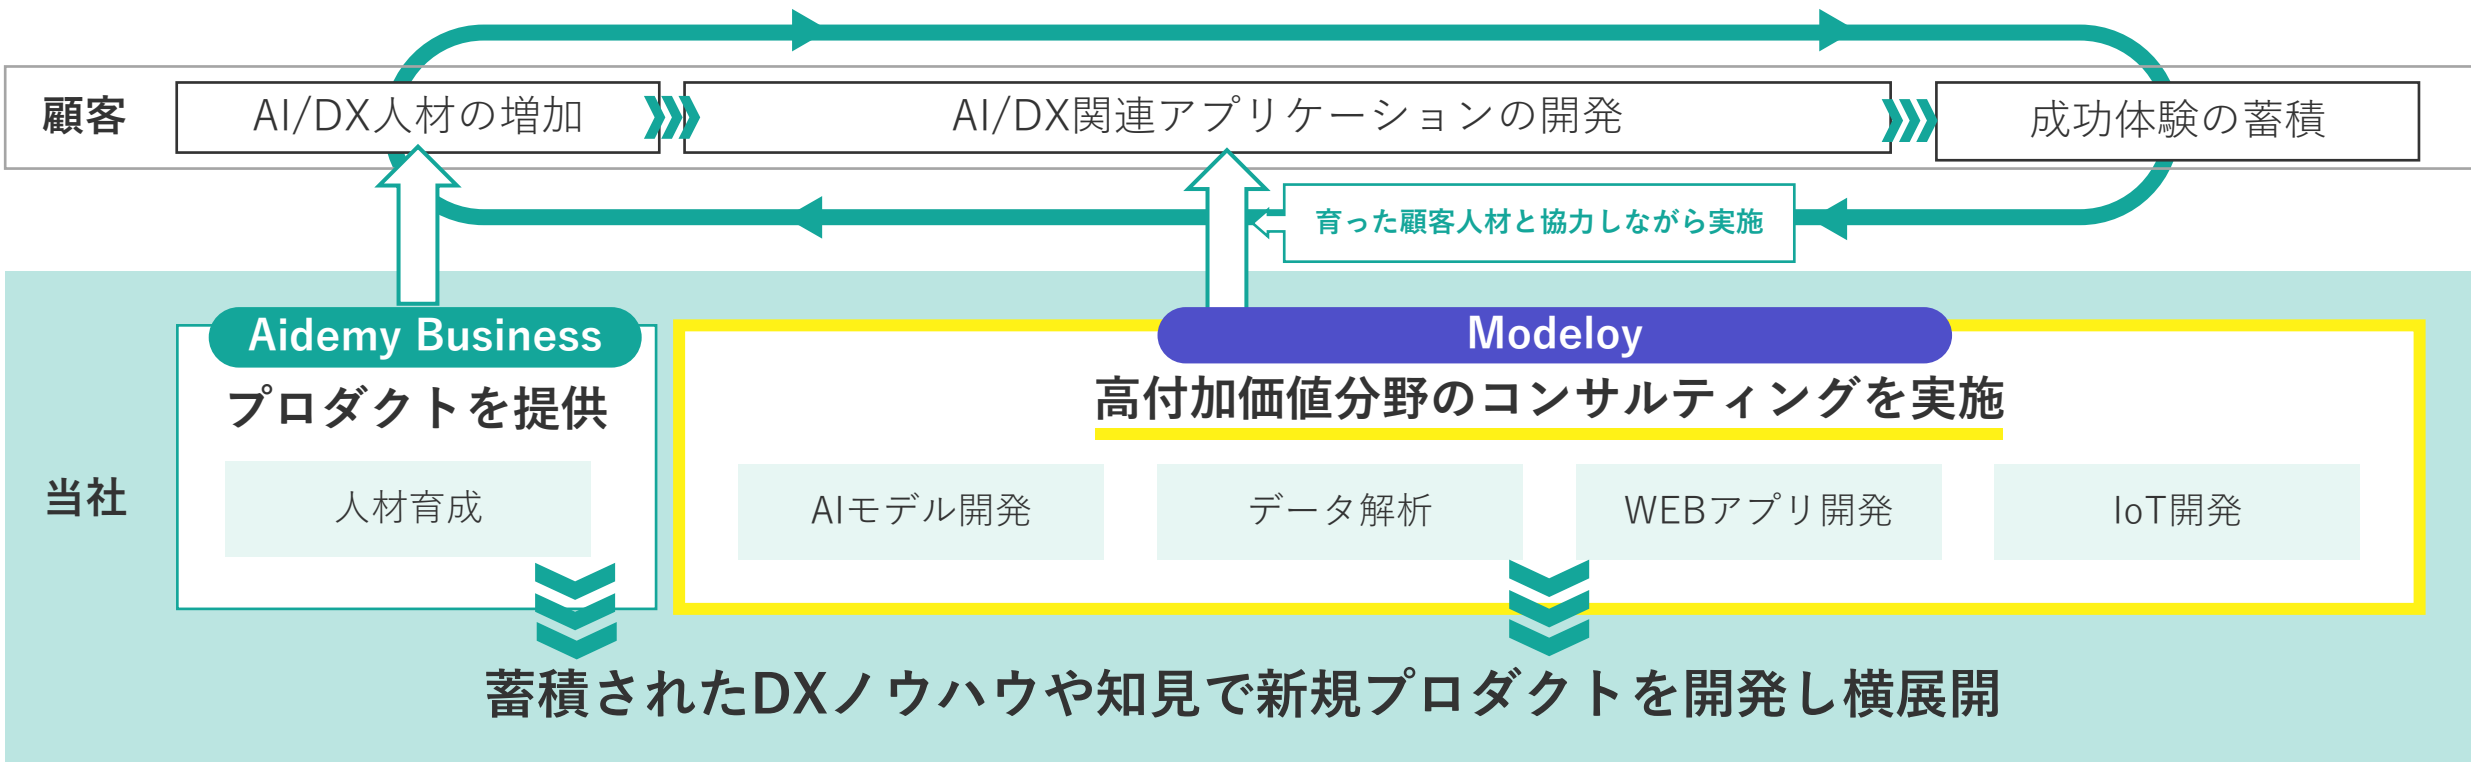 顧客
AI/DX人材の増加
AI/DX関連アプリケーションの開発
成功体験の蓄積
育った顧客人材と協力しながら実施
当社
Aidemy Business
プロダクトを提供
人材育成
Modeloy
高付加価値分野のコンサルティングを実施
AIモデル開発
データ解析
WEBアプリ開発
IoT開発
蓄積されたDXノウハウや知見で新規プロダクトを開発し横展開